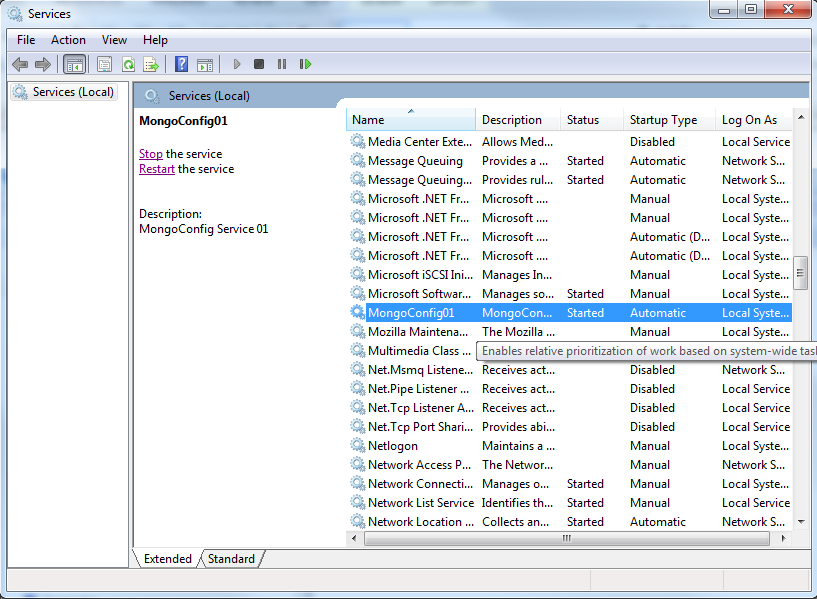 Services
File Action View Help
Services (Local)
Services (Local)
MongoConfig01
Stop the service
Restart the service
Description:
MongoConfig Service 01
Name Description Status Startup Type Log On As
Media Center Exte... Allows Med... Disabled Local Service
Message Queuing Provides a ... Started Automatic Network S...
Message Queuing... Provides rul... Started Automatic Network S...
Microsoft .NET Fr... Microsoft .... Manual Local Syste...
Microsoft .NET Fr... Microsoft .... Manual Local Syste...
Microsoft .NET Fr... Microsoft .... Automatic (D... Local Syste...
Microsoft .NET Fr... Microsoft .... Automatic (D... Local Syste...
Microsoft iSCSI Ini... Manages In... Manual Local Syste...
Microsoft Softwar... Manages so... Started Manual Local Syste...
MongoConfig01 MongoCon... Started Automatic Local Syste...
Mozilla Maintena... The Mozilla ... Manual Local Syste...
Multimedia Class ... Enables relative prioritization of work based on system-wide tas
Net.Msmq Listene... Receives act... Disabled Network S...
Net.Pipe Listener ... Receives act... Disabled Local Service
Net.Tcp Listener A... Receives act... Disabled Local Service
Net.Tcp Port Shari... Provides abi... Disabled Local Service
Netlogon Maintains a ... Manual Local Syste...
Network Access P... The Networ... Manual Network S...
Network Connecti... Manages o... Started Manual Local Syste...
Network List Service Identifies th... Started Manual Local Service
Network Location ... Collects an... Started Automatic Network S...
Extended Standard